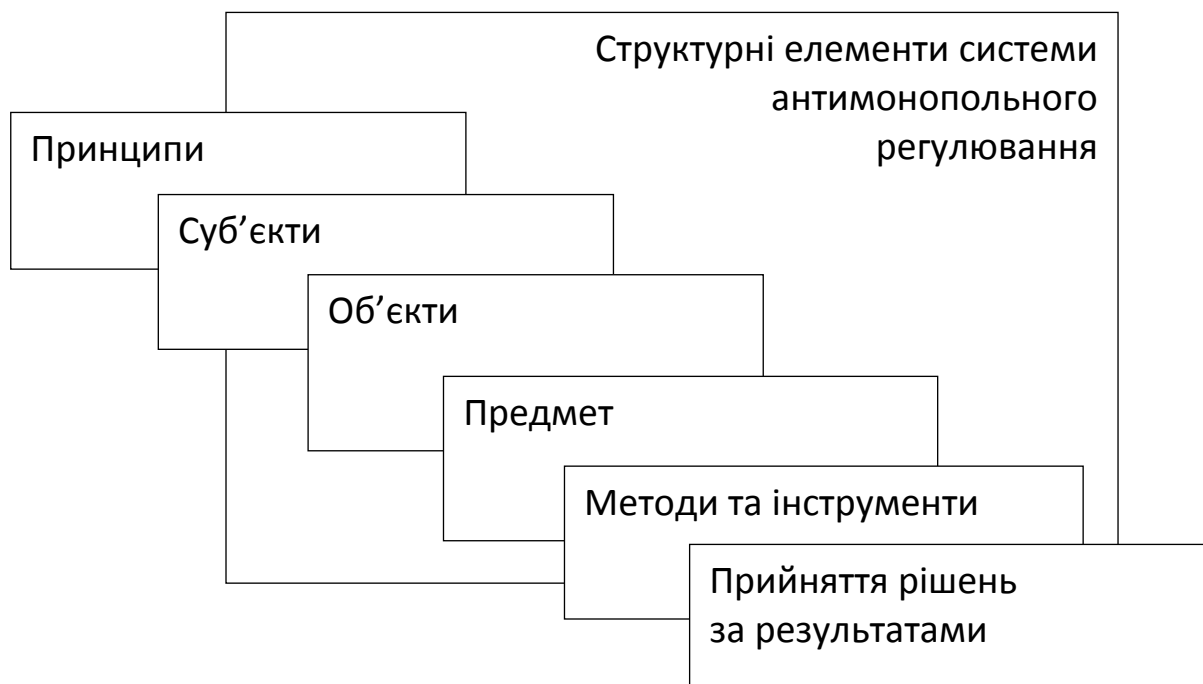 Структурні елементи системи
антимонопольного
регулювання
Принципи
Суб’єкти
Об’єкти
Предмет
Методи та інструменти
Прийняття рішень
за результатами